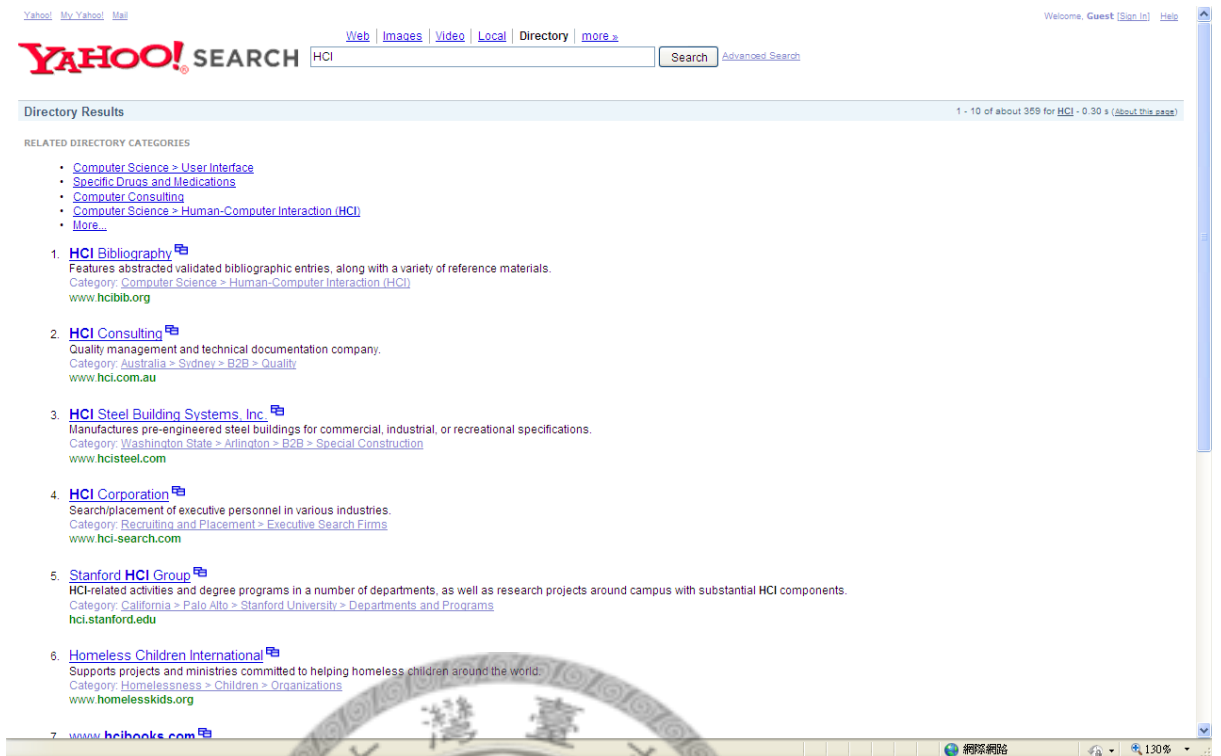 Yahoo! My Yahoo! Mail
Welcome, Guest [Sign In] Help
Web Images Video Local Directory more »
YAHOO! SEARCH HCI Search Advanced Search
Directory Results
1 - 10 of about 359 for HCI - 0.30 s (About this page)
RELATED DIRECTORY CATEGORIES
• Computer Science > User Interface
• Specific Drugs and Medications
• Computer Consulting
• Computer Science > Human-Computer Interaction (HCI)
• More...
1. HCI Bibliography
Features abstracted validated bibliographic entries, along with a variety of reference materials.
Category: Computer Science > Human-Computer Interaction (HCI)
www.hcibib.org
2. HCI Consulting
Quality management and technical documentation company.
Category: Australia > Sydney > B2B > Quality
www.hci.com.au
3. HCI Steel Building Systems, Inc.
Manufactures pre-engineered steel buildings for commercial, industrial, or recreational specifications.
Category: Washington State > Arlington > B2B > Special Construction
www.hcisteel.com
4. HCI Corporation
Search/placement of executive personnel in various industries.
Category: Recruiting and Placement > Executive Search Firms
www.hci-search.com
5. Stanford HCI Group
HCI-related activities and degree programs in a number of departments, as well as research projects around campus with substantial HCI components.
Category: California > Palo Alto > Stanford University > Departments and Programs
hci.stanford.edu
6. Homeless Children International
Supports projects and ministries committed to helping homeless children around the world.
Category: Homelessness > Children > Organizations
www.homelesskids.org
7. www.hcibooks.com
灣臺
網際網路
130%